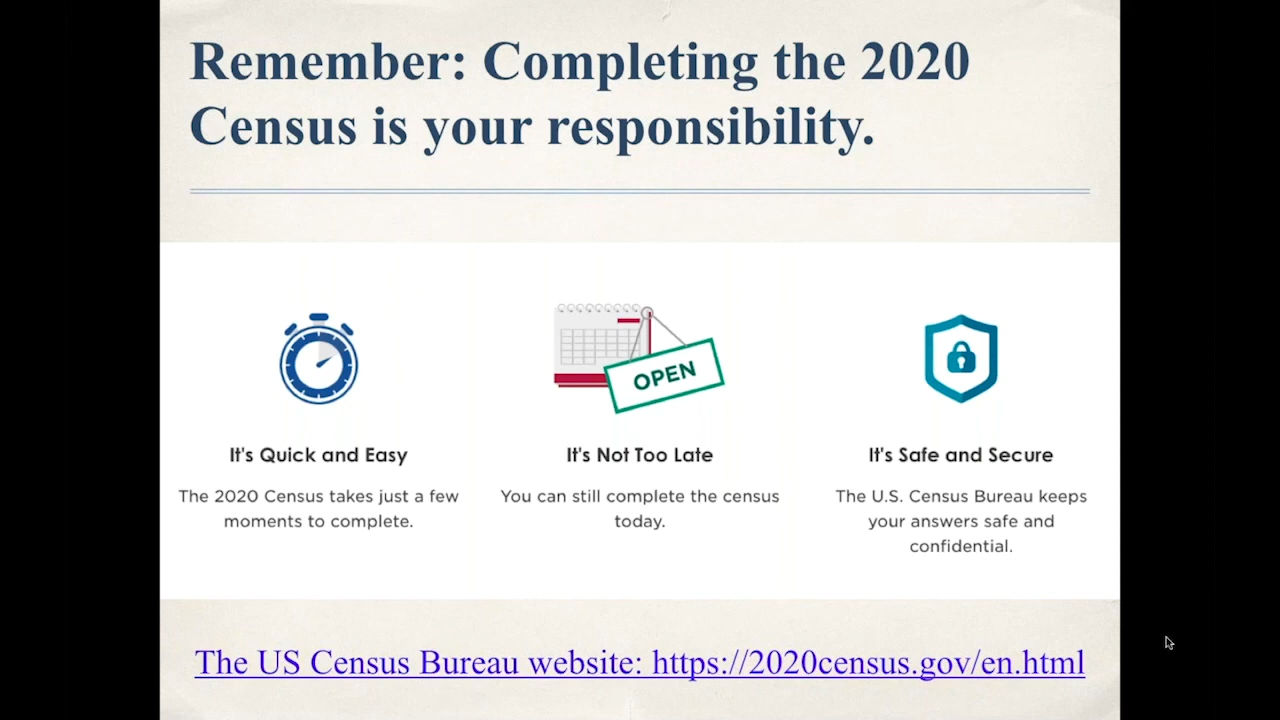 Remember: Completing the 2020
Census is your responsibility.
OPEN
It's Quick and Easy
The 2020 Census takes just a few
moments to complete.
It's Not Too Late
You can still complete the census
today.
It's Safe and Secure
The U.S. Census Bureau keeps
your answers safe and
confidential.
The US Census Bureau website: https://2020census.gov/en.html